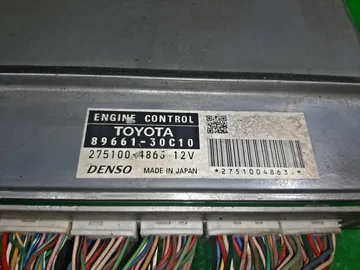 ENGINE CONTROL
TOYOTA
89661-30C10
275100-4863 12V
DENSO MADE IN JAPAN
*2751004863-*